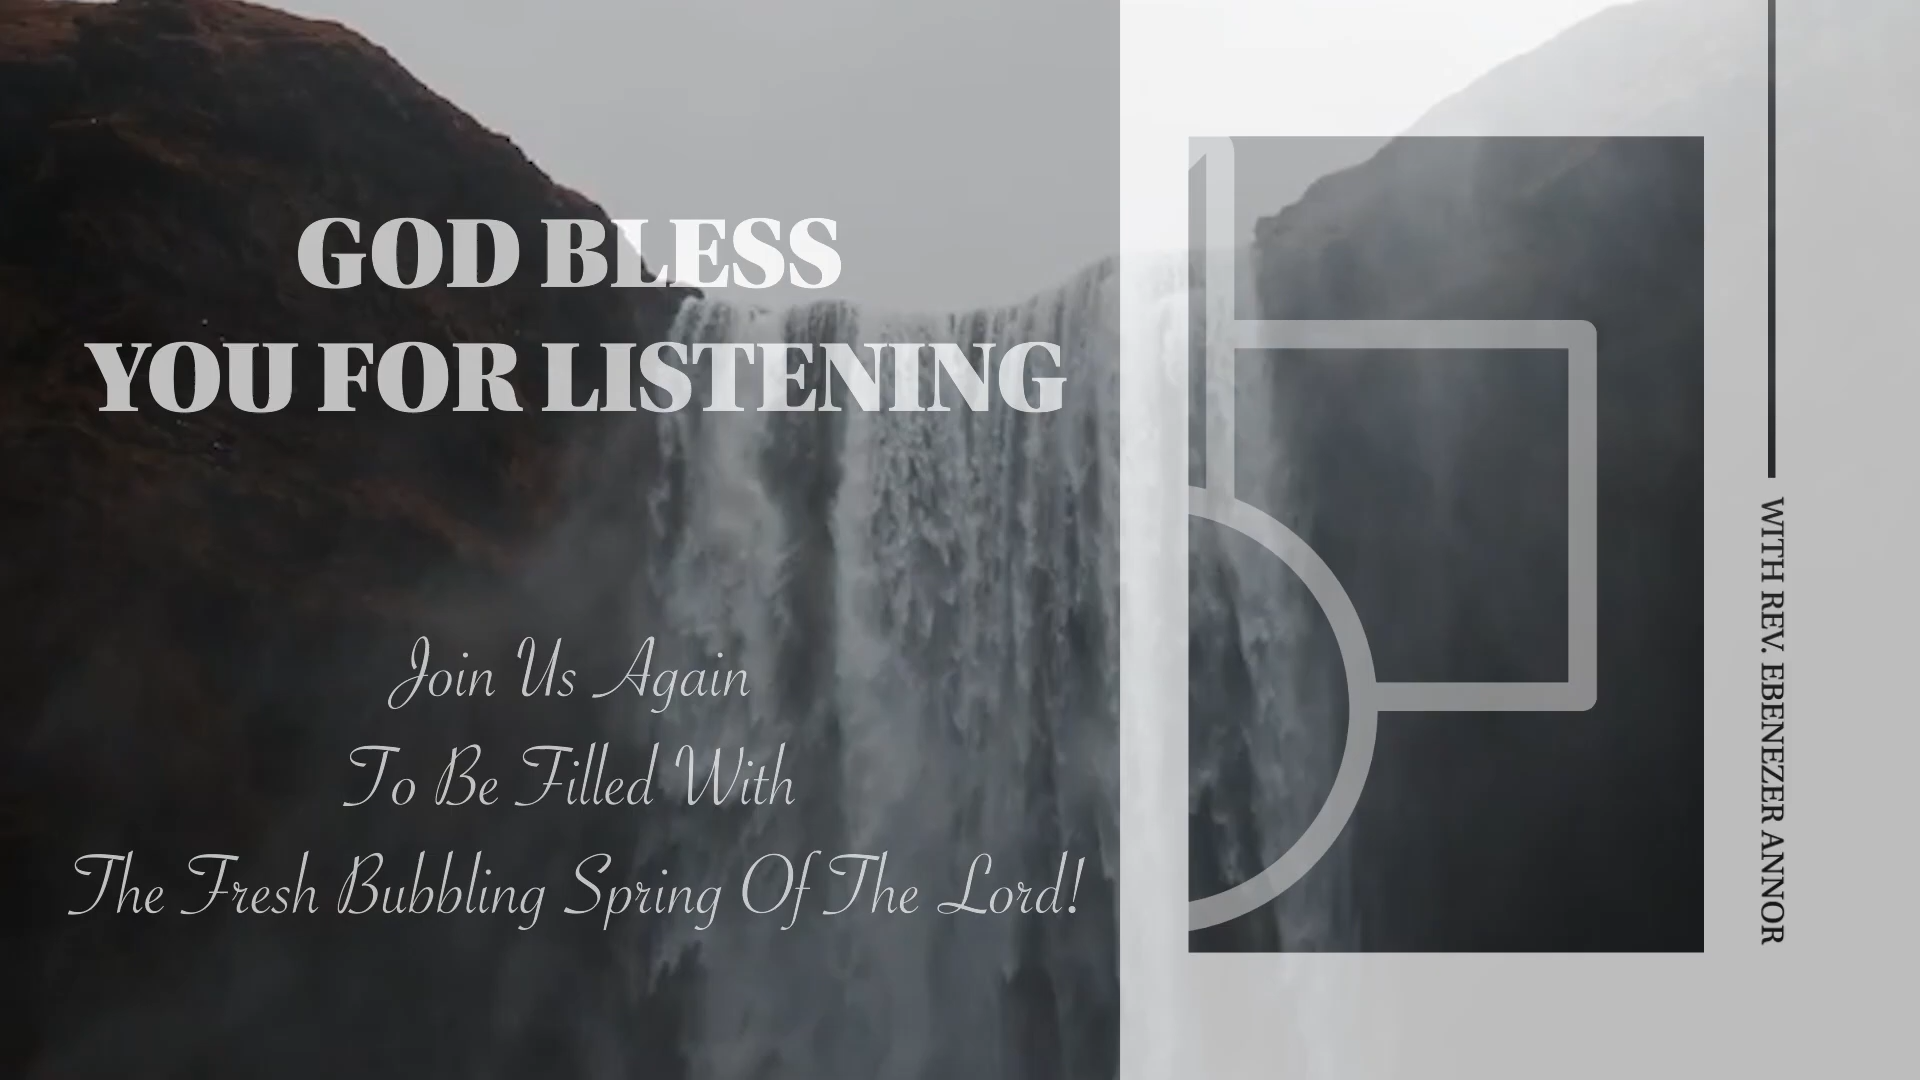 GOD BLESS
YOU FOR LISTENING
Join Us Again
To Be Filled With
The Fresh Bubbling Spring Of The Lord!
WITH REV. EBENEZER ANNOR